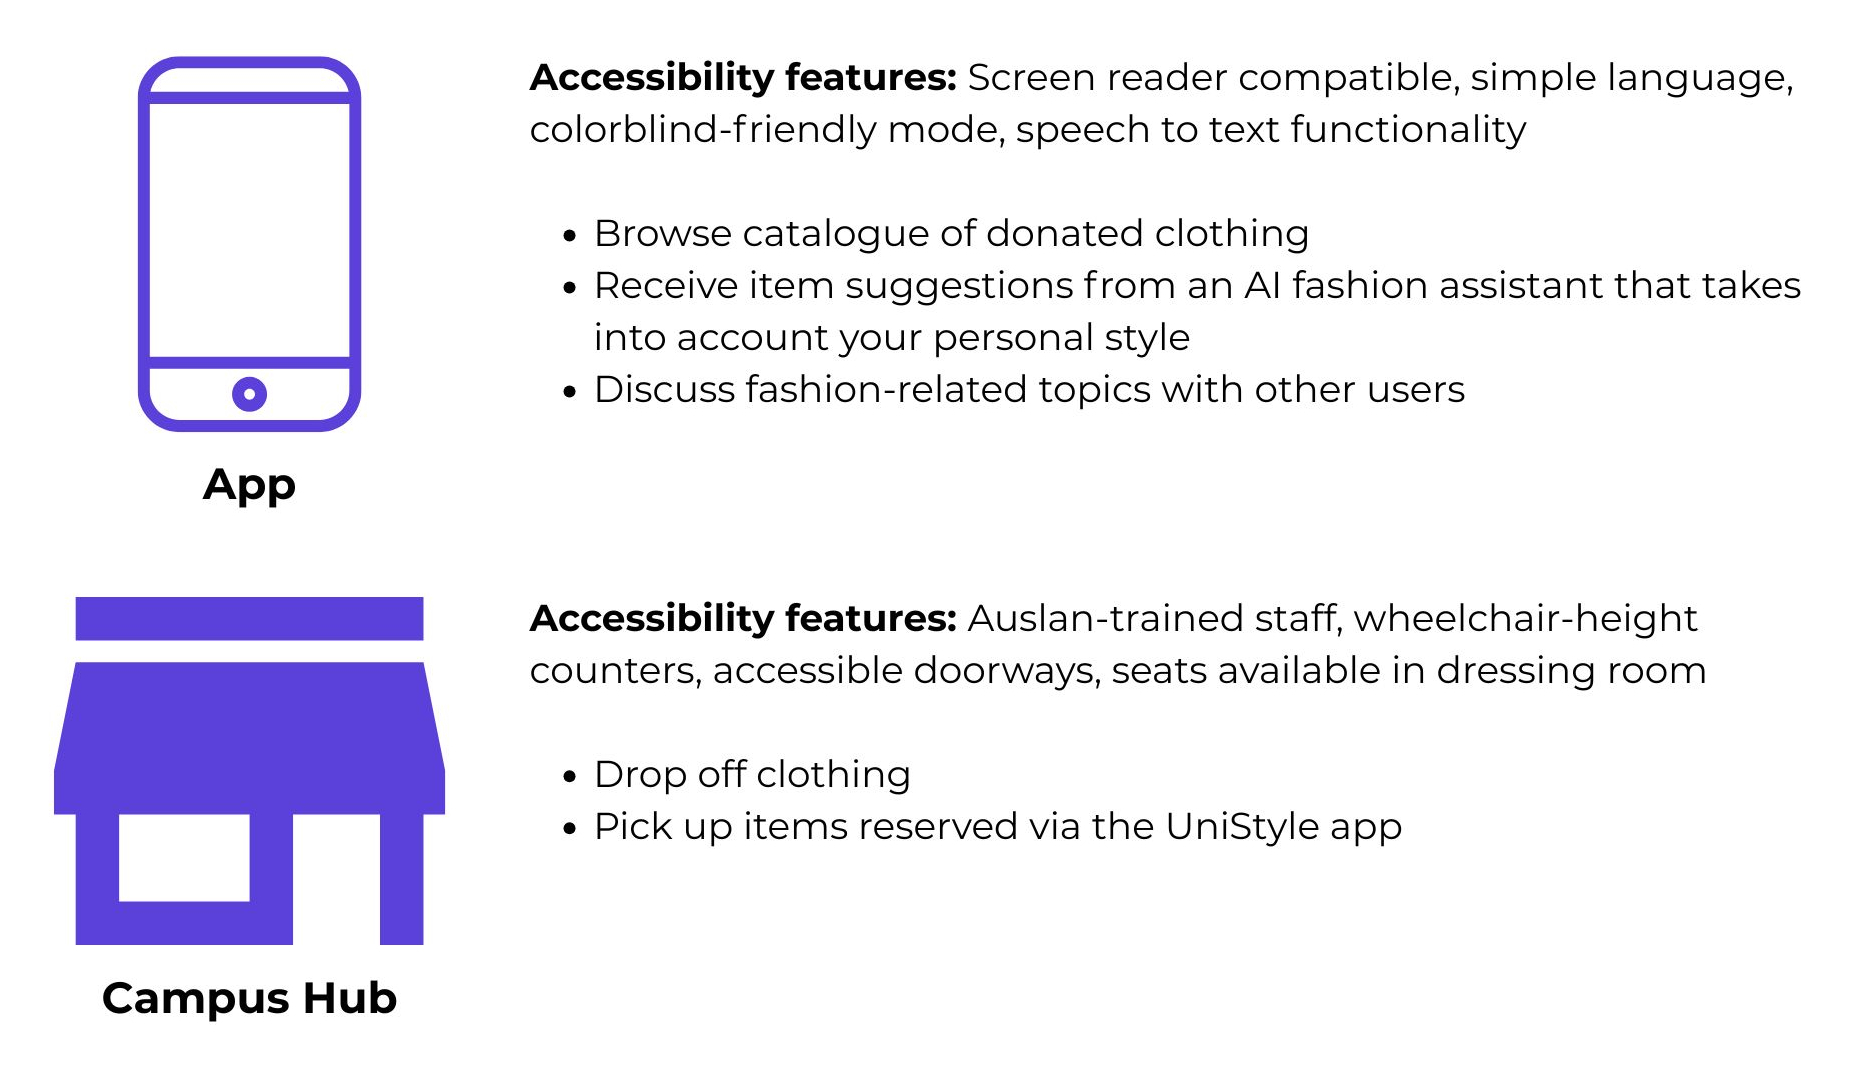 Accessibility features: Screen reader compatible, simple language,
colorblind-friendly mode, speech to text functionality
• Browse catalogue of donated clothing
• Receive item suggestions from an AI fashion assistant that takes
into account your personal style
• Discuss fashion-related topics with other users
App
Accessibility features: Auslan-trained staff, wheelchair-height
counters, accessible doorways, seats available in dressing room
• Drop off clothing
• Pick up items reserved via the UniStyle app
Campus Hub